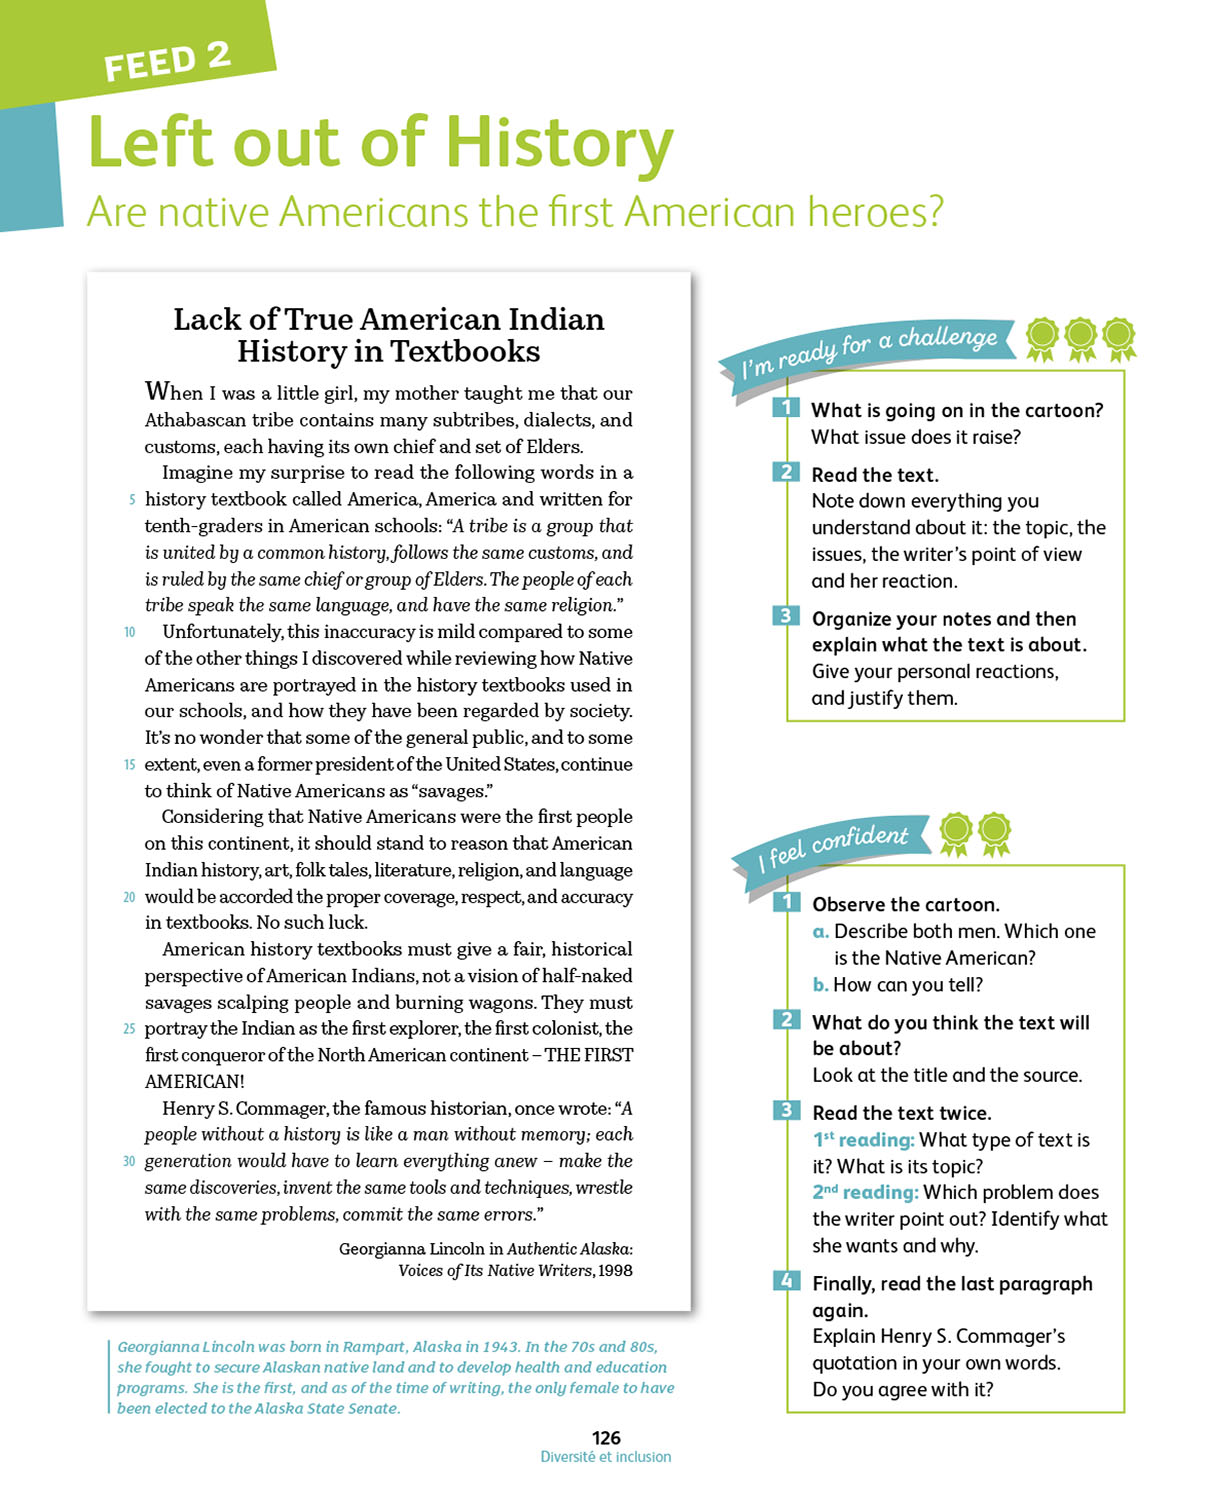 FEED 2
Left out of History
Are native Americans the first American heroes?
Lack of True American Indian
History in Textbooks
When I was a little girl, my mother taught me that our
Athabascan tribe contains many subtribes, dialects, and
customs, each having its own chief and set of Elders.
Imagine my surprise to read the following words in a
5 history textbook called America, America and written for
tenth-graders in American schools: “A tribe is a group that
is united by a common history, follows the same customs, and
is ruled by the same chief or group of Elders. The people of each
tribe speak the same language, and have the same religion.”
10 Unfortunately, this inaccuracy is mild compared to some
of the other things I discovered while reviewing how Native
Americans are portrayed in the history textbooks used in
our schools, and how they have been regarded by society.
It’s no wonder that some of the general public, and to some
15 extent, even a former president of the United States, continue
to think of Native Americans as “savages.”
Considering that Native Americans were the first people
on this continent, it should stand to reason that American
Indian history, art, folk tales, literature, religion, and language
20 would be accorded the proper coverage, respect, and accuracy
in textbooks. No such luck.
American history textbooks must give a fair, historical
perspective of American Indians, not a vision of half-naked
savages scalping people and burning wagons. They must
25 portray the Indian as the first explorer, the first colonist, the
first conqueror of the North American continent – THE FIRST
AMERICAN!
Henry S. Commager, the famous historian, once wrote: “A
people without a history is like a man without memory; each
30 generation would have to learn everything anew – make the
same discoveries, invent the same tools and techniques, wrestle
with the same problems, commit the same errors.”
Georgianna Lincoln in Authentic Alaska:
Voices of Its Native Writers, 1998
Georgianna Lincoln was born in Rampart, Alaska in 1943. In the 70s and 80s,
she fought to secure Alaskan native land and to develop health and education
programs. She is the first, and as of the time of writing, the only female to have
been elected to the Alaska State Senate.
I’m ready for a challenge
1 What is going on in the cartoon?
What issue does it raise?
2 Read the text.
Note down everything you
understand about it: the topic, the
issues, the writer’s point of view
and her reaction.
3 Organize your notes and then
explain what the text is about.
Give your personal reactions,
and justify them.
I feel confident
1 Observe the cartoon.
a. Describe both men. Which one
is the Native American?
b. How can you tell?
2 What do you think the text will
be about?
Look at the title and the source.
3 Read the text twice.
1st reading: What type of text is
it? What is its topic?
2nd reading: Which problem does
the writer point out? Identify what
she wants and why.
4 Finally, read the last paragraph
again.
Explain Henry S. Commager’s
quotation in your own words.
Do you agree with it?
126
Diversité et inclusion